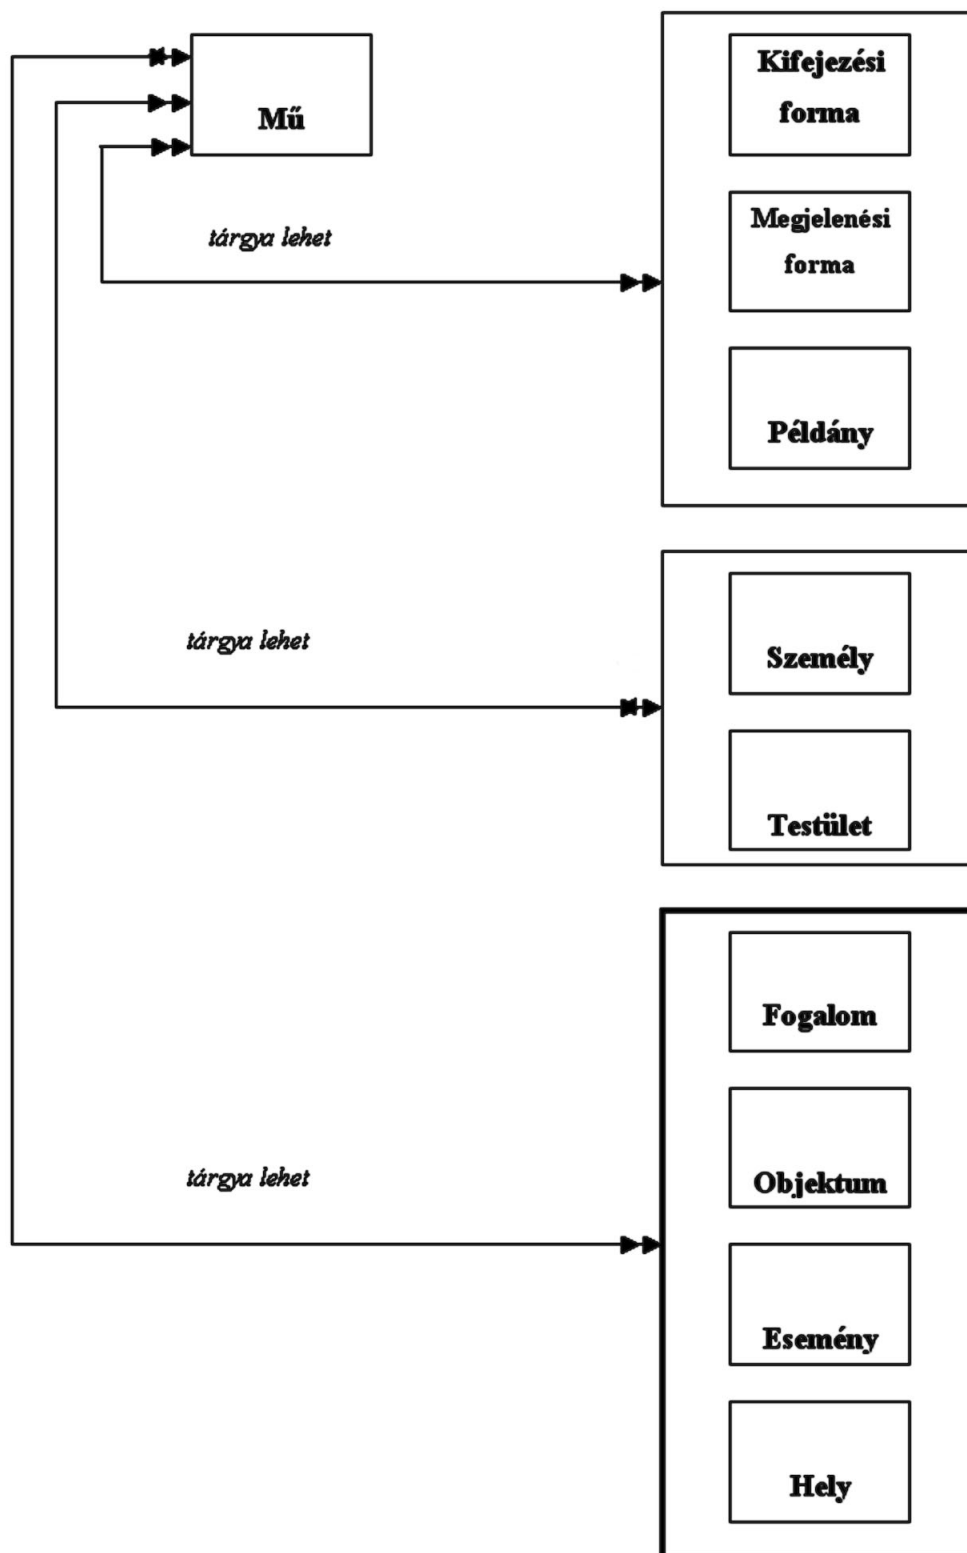 Mű
Kifejezési
forma
Megjelenési
forma
Példány
tárgya lehet
Személy
Testület
tárgya lehet
Fogalom
Objektum
Esemény
Hely
tárgya lehet